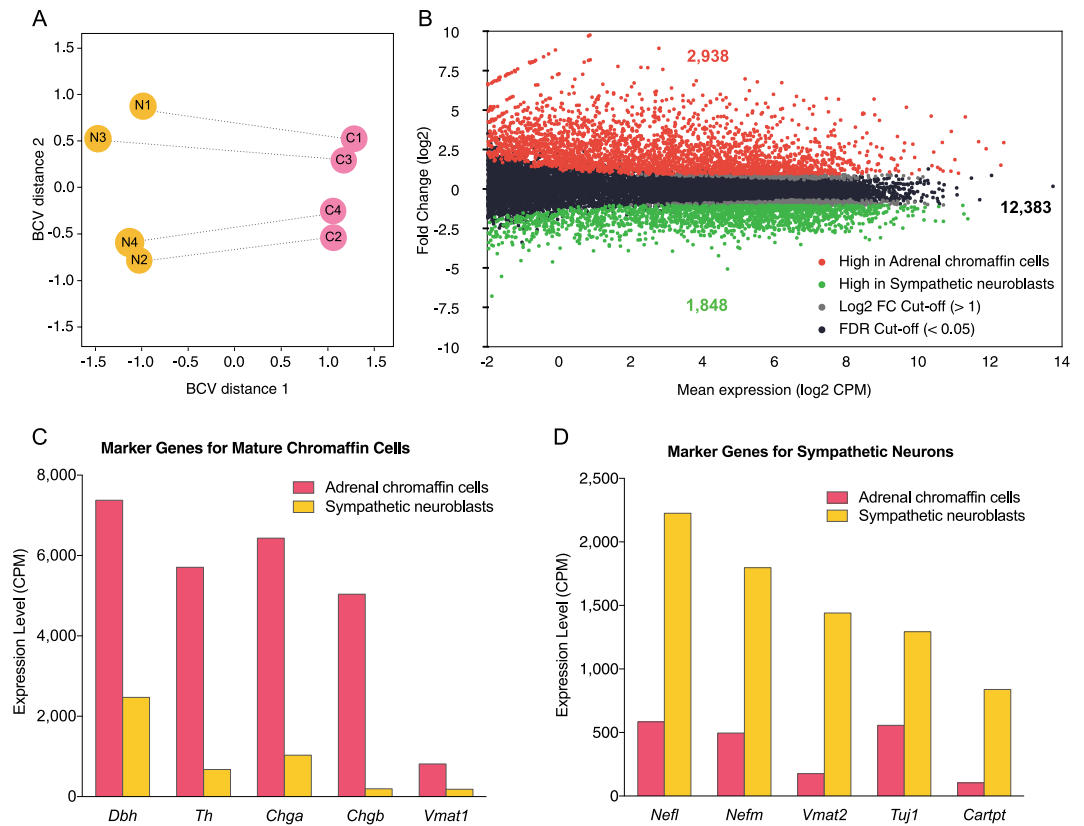 A
1.5
1.0
0.5
0.0
-0.5
-1.0
-1.5
BCV distance 2
N1
N3
N4
N2
C1
C3
C4
C2
-1.5
-1.0
-0.5
0.0
0.5
1.0
1.5
BCV distance 1
B
10
7.5
5
2.5
0
-2.5
-5
-7.5
-10
Fold Change (log2)
2,938
12,383
1,848
High in Adrenal chromaffin cells
High in Sympathetic neuroblasts
Log2 FC Cut-off (> 1)
FDR Cut-off (< 0.05)
-2
0
2
4
6
8
10
12
14
Mean expression (log2 CPM)
C
Marker Genes for Mature Chromaffin Cells
8,000
6,000
4,000
2,000
0
Expression Level (CPM)
Adrenal chromaffin cells
Sympathetic neuroblasts
Dbh
Th
Chga
Chgb
Vmat1
D
Marker Genes for Sympathetic Neurons
2,500
2,000
1,500
1,000
500
0
Expression Level (CPM)
Adrenal chromaffin cells
Sympathetic neuroblasts
Nefl
Nefm
Vmat2
Tuj1
Cartpt